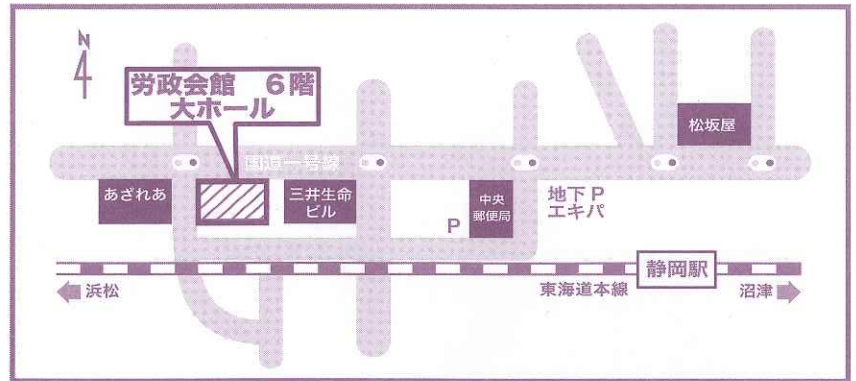 N
労政会館 6階
大ホール
松坂屋
国道一号線
あざれあ
三井生命
ビル
中央
郵便局
P
地下P
エキパ
静岡駅
浜松
東海道本線
沼津